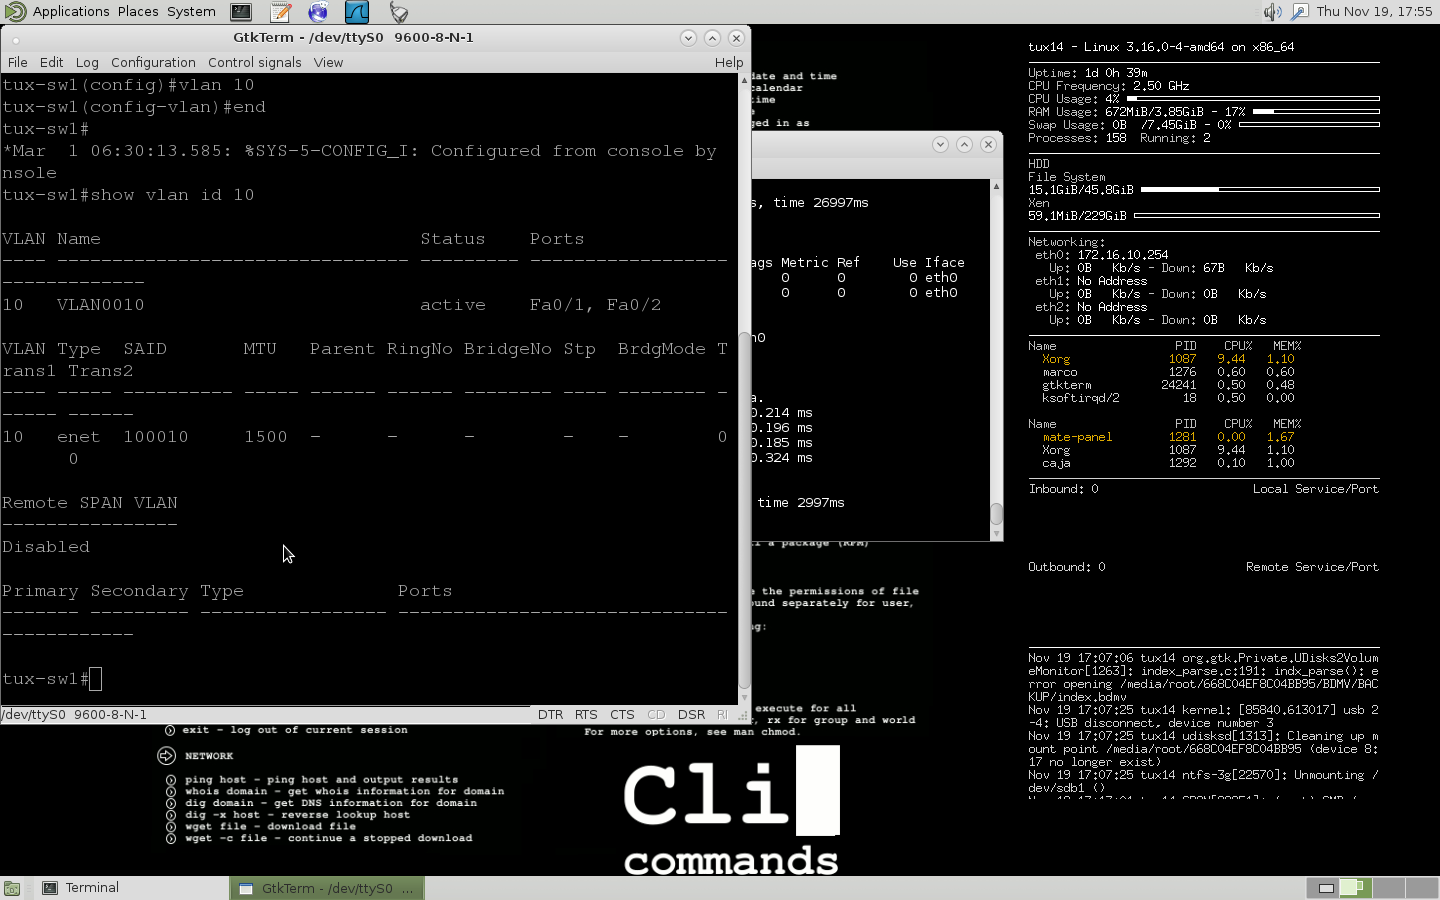 Applications Places System
Thu Nov 19, 17:55
GtkTerm - /dev/ttyS0 9600-8-N-1
File Edit Log Configuration Control signals View Help
tux-sw1(config)#vlan 10
tux-sw1(config-vlan)#end
tux-sw1#
*Mar  1 06:30:13.585: %SYS-5-CONFIG_I: Configured from console by
nsole
tux-sw1#show vlan id 10
VLAN Name                             Status    Ports
---- -------------------------------- --------- ------------------
-------------
10   VLAN0010                         active    Fa0/1, Fa0/2
VLAN Type  SAID       MTU   Parent RingNo BridgeNo Stp  BrdgMode T
rans1 Trans2
---- ----- ---------- ----- ------ ------ -------- ---- -------- -
----- ------
10   enet  100010     1500  -      -      -        -    -        0
      0
Remote SPAN VLAN
----------------
Disabled
Primary Secondary Type              Ports
------- --------- ----------------- ------------------------------
------------
tux-sw1#
/dev/ttyS0 9600-8-N-1
DTR RTS CTS CD DSR RI
date and time
calendar
time
ged in as
s, time 26997ms
ags Metric Ref    Use Iface
0      0        0 eth0
0      0        0 eth0
h0
a.
0.214 ms
0.196 ms
0.185 ms
0.324 ms
time 2997ms
a package (RPM)
e the permissions of file
ound separately for user,
ng:
execute for all
, rx for group and world
For more options, see man chmod.
exit - log out of current session
NETWORK
ping host - ping host and output results
whois domain - get whois information for domain
dig domain - get DNS information for domain
dig -x host - reverse lookup host
wget file - download file
wget -c file - continue a stopped download
Cli
commands
tux14 - Linux 3.16.0-4-amd64 on x86_64
Uptime: 1d 0h 39m
CPU Frequency: 2.50 GHz
CPU Usage: 4%
RAM Usage: 672MiB/3.85GiB - 17%
Swap Usage: 0B /7.45GiB - 0%
Processes: 158 Running: 2
HDD
File System
15.1GiB/45.8GiB
Xen
59.1MiB/229GiB
Networking:
eth0: 172.16.10.254
Up: 0B Kb/s - Down: 67B Kb/s
eth1: No Address
Up: 0B Kb/s - Down: 0B Kb/s
eth2: No Address
Up: 0B Kb/s - Down: 0B Kb/s
Name PID CPU% MEM%
Xorg 1087 9.44 1.10
marco 1276 0.60 0.60
gtkterm 24241 0.50 0.48
ksoftirqd/2 18 0.50 0.00
Name PID CPU% MEM%
mate-panel 1281 0.00 1.67
Xorg 1087 9.44 1.10
caja 1292 0.10 1.00
Inbound: 0 Local Service/Port
Outbound: 0 Remote Service/Port
Nov 19 17:07:06 tux14 org.gtk.Private.UDisks2Volum
eMonitor[1263]: index_parse.c:191: indx_parse(): e
rror opening /media/root/668C04EF8C04BB95/BDMV/BAC
KUP/index.bdmv
Nov 19 17:07:25 tux14 kernel: [85840.613017] usb 2
-4: USB disconnect, device number 3
Nov 19 17:07:25 tux14 udisksd[1313]: Cleaning up m
ount point /media/root/668C04EF8C04BB95 (device 8:
17 no longer exist)
Nov 19 17:07:25 tux14 ntfs-3g[22570]: Unmounting /
dev/sdb1 ()
Terminal
GtkTerm - /dev/ttyS0 ...